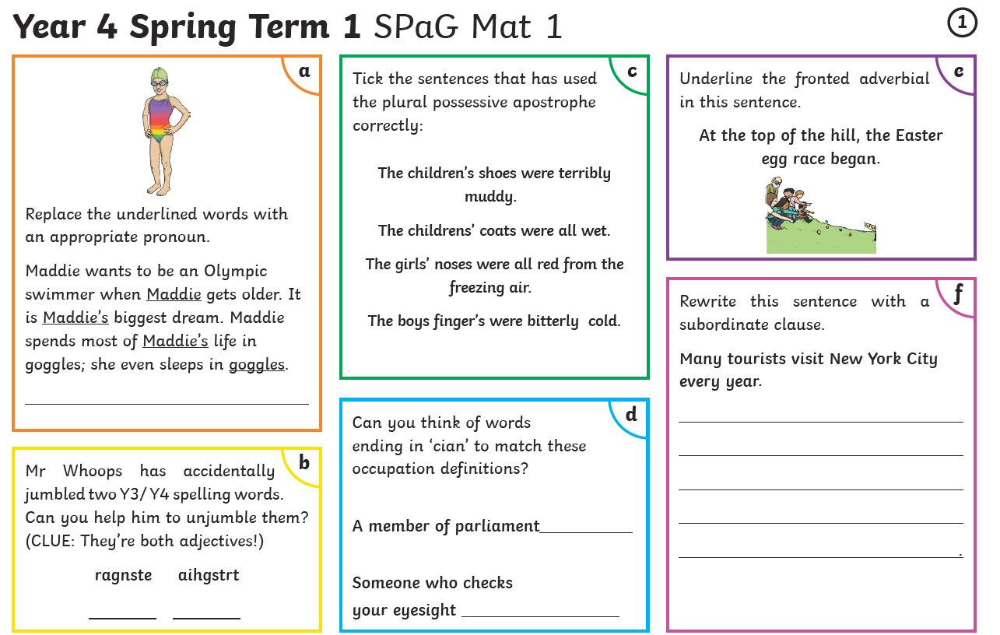 Year 4 Spring Term 1 SPaG Mat 1
1
a
Replace the underlined words with
an appropriate pronoun.
Maddie wants to be an Olympic
swimmer when Maddie gets older. It
is Maddie's biggest dream. Maddie
spends most of Maddie's life in
goggles; she even sleeps in goggles.
b
Mr Whoops has accidentally
jumbled two Y3/ Y4 spelling words.
Can you help him to unjumble them?
(CLUE: They're both adjectives!)
ragnste aihgstrt
c
Tick the sentences that has used
the plural possessive apostrophe
correctly:
The children's shoes were terribly
muddy.
The childrens' coats were all wet.
The girls' noses were all red from the
freezing air.
The boys finger's were bitterly cold.
d
Can you think of words
ending in 'cian' to match these
occupation definitions?
A member of parliament
Someone who checks
your eyesight
e
Underline the fronted adverbial
in this sentence.
At the top of the hill, the Easter
egg race began.
f
Rewrite this sentence with a
subordinate clause.
Many tourists visit New York City
every year.
.